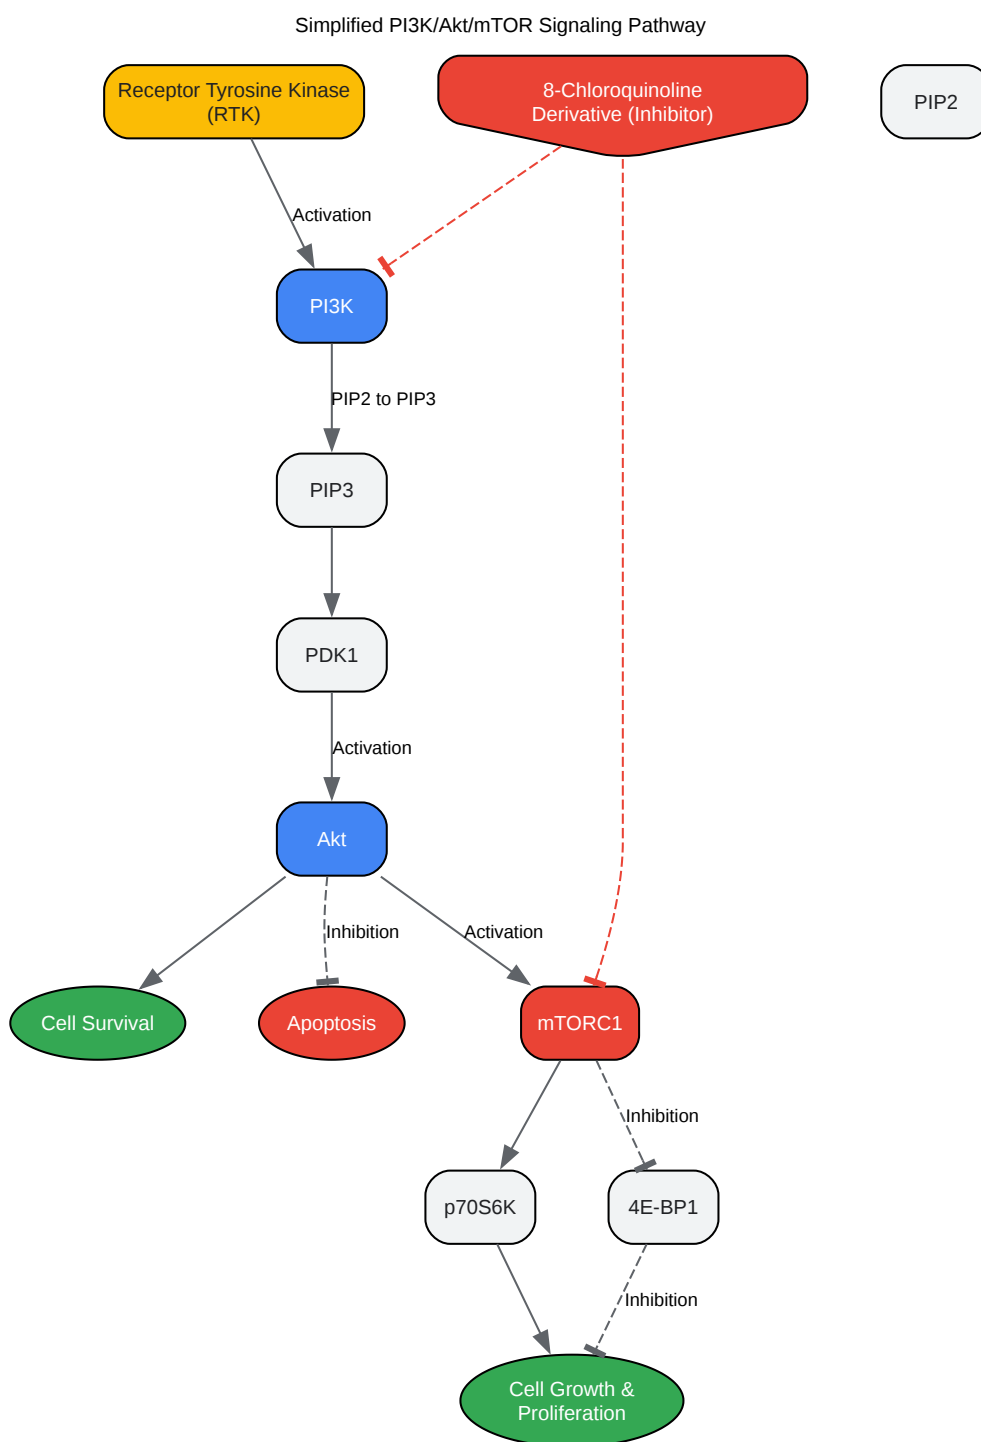 Simplified PI3K/Akt/mTOR Signaling Pathway
Receptor Tyrosine Kinase
(RTK)
8-Chloroquinoline
Derivative (Inhibitor)
PIP2
Activation
PI3K
PIP2 to PIP3
PIP3
PDK1
Activation
Akt
Inhibition
Activation
Cell Survival
Apoptosis
mTORC1
Inhibition
p70S6K
4E-BP1
Inhibition
Cell Growth &
Proliferation